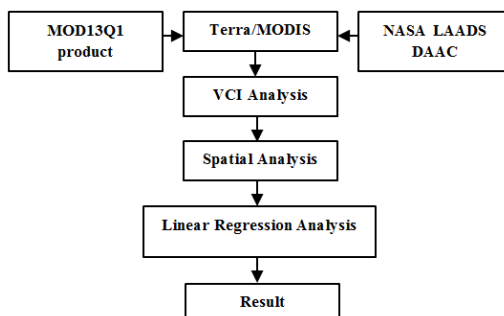 MOD13Q1
product
Terra/MODIS
NASA LAADS
DAAC
VCI Analysis
Spatial Analysis
Linear Regression Analysis
Result